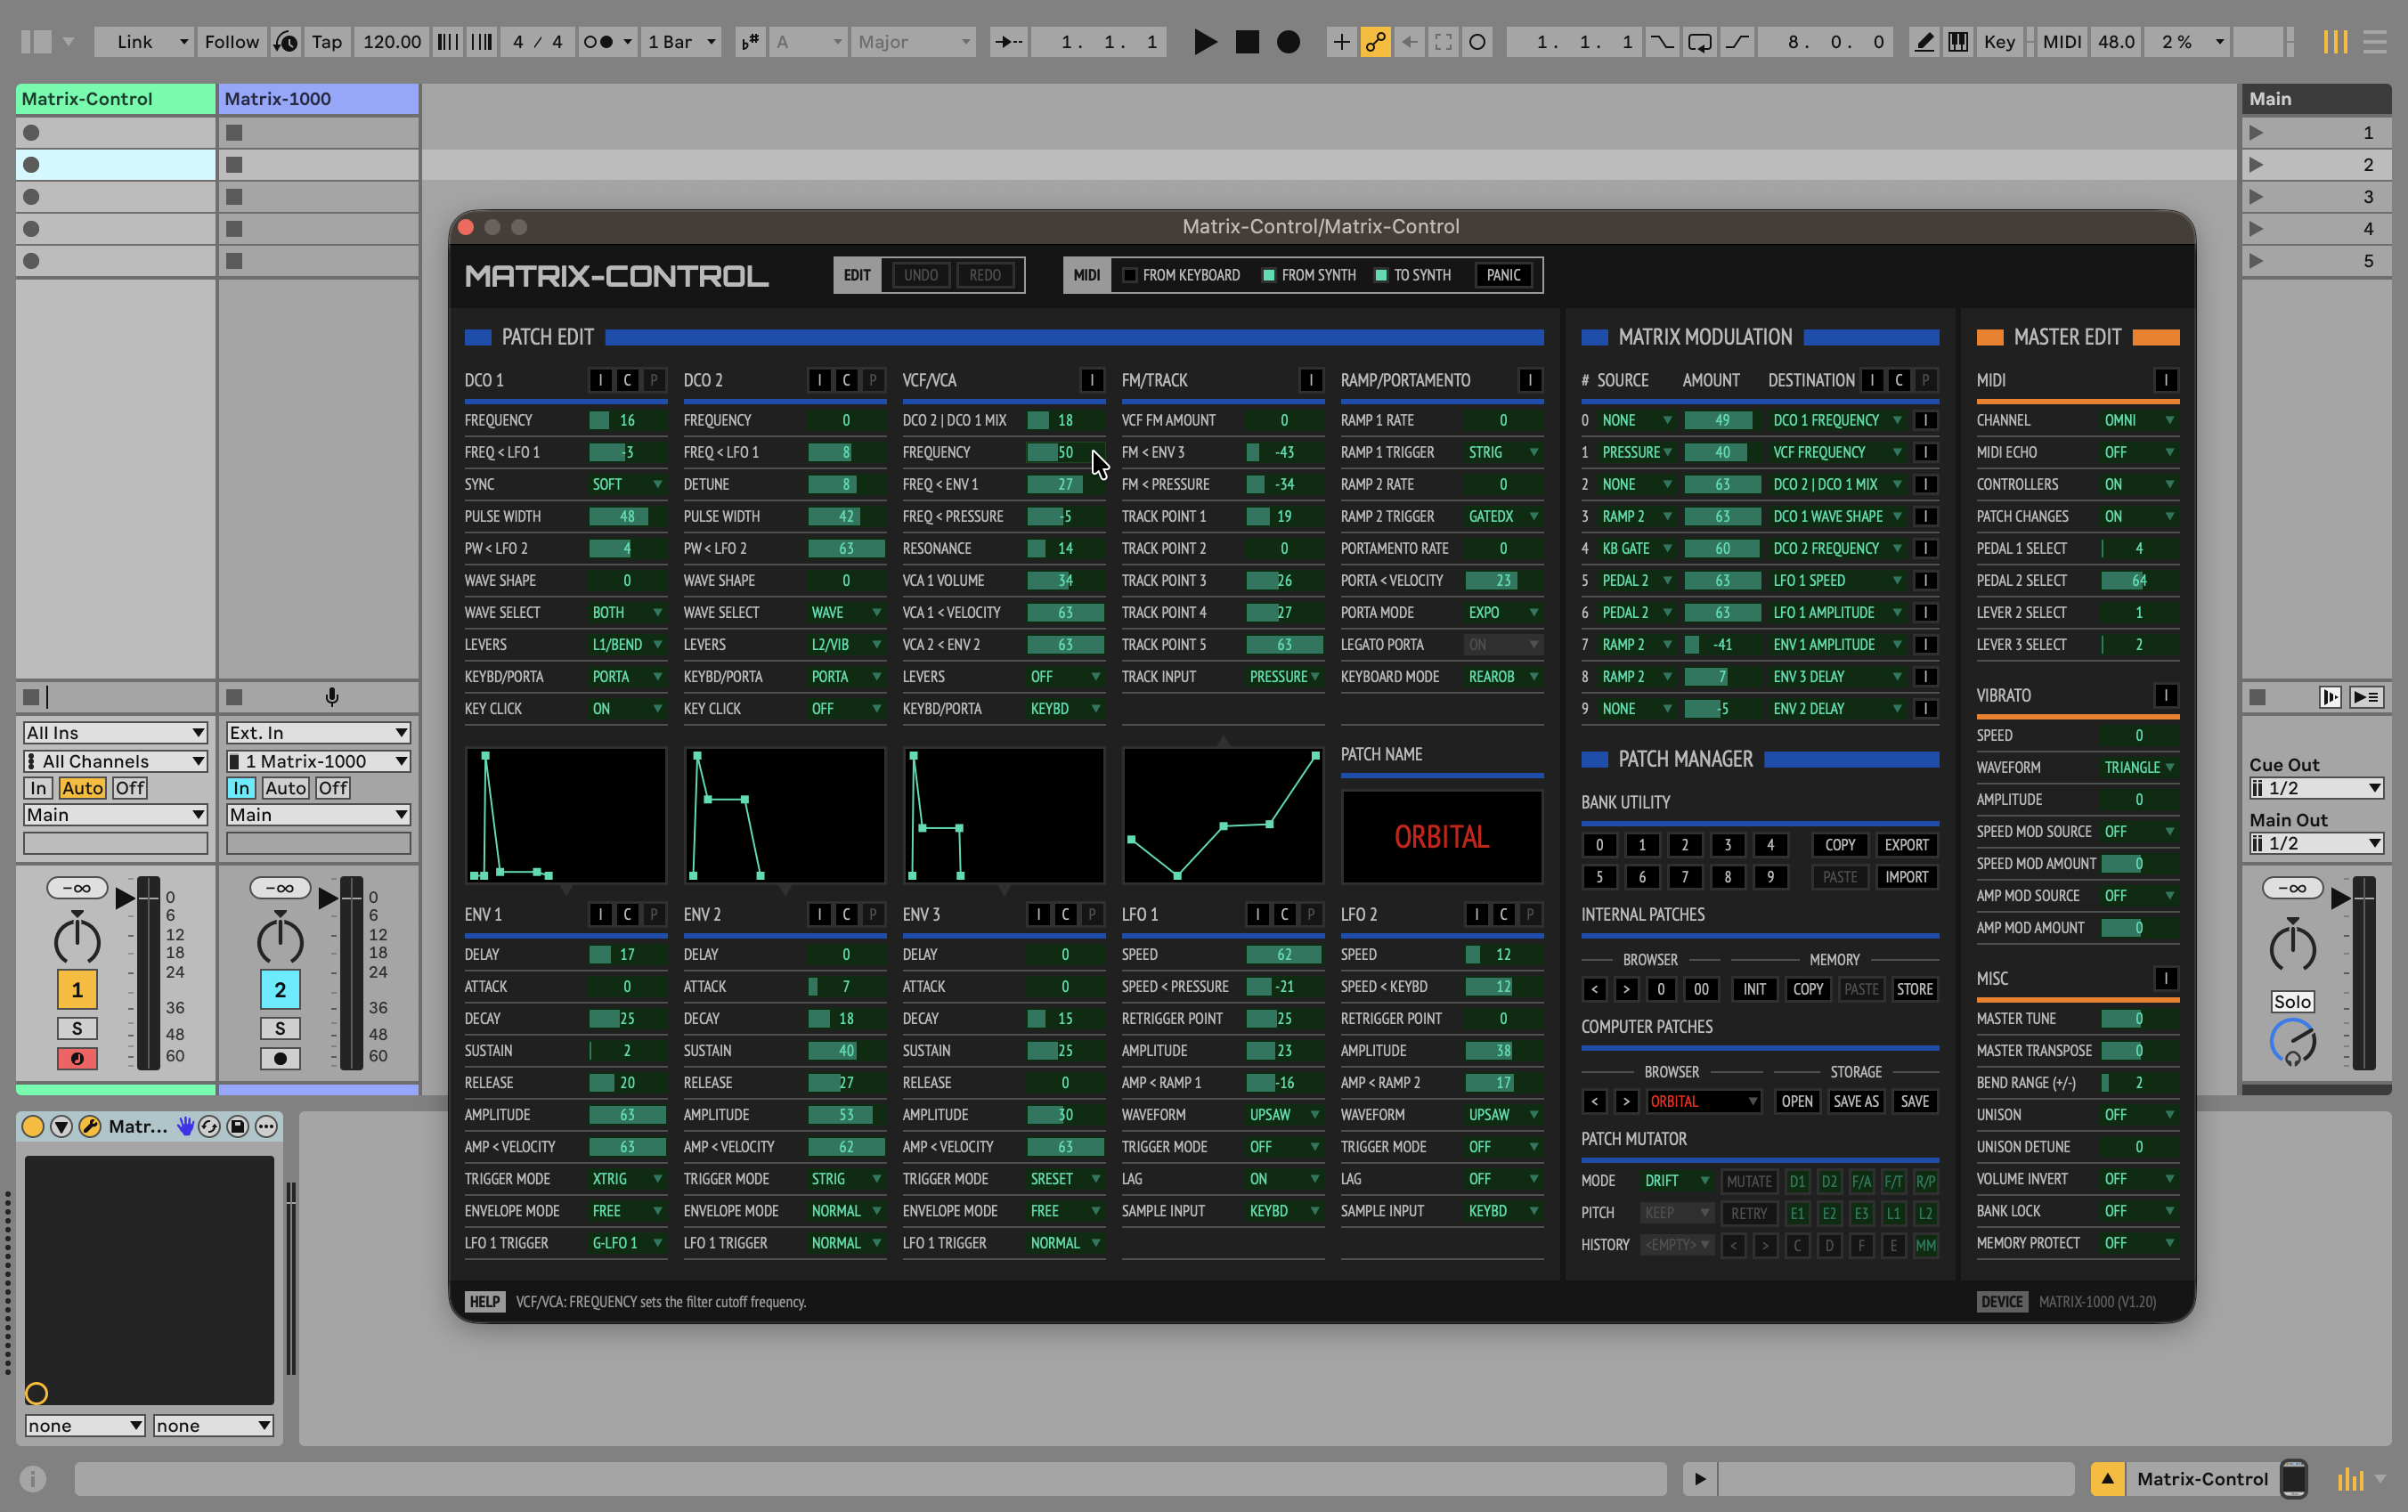 Link Follow Tap 120.00 4 / 4 1 Bar A Major 1. 1. 1 1. 1. 1 8. 0. 0 Key MIDI 48.0 2 %
Matrix-Control Matrix-1000 Main
1
2
3
4
5
Matrix-Control/Matrix-Control
MATRIX-CONTROL EDIT UNDO REDO MIDI FROM KEYBOARD FROM SYNTH TO SYNTH PANIC
PATCH EDIT MATRIX MODULATION MASTER EDIT
DCO 1 I C P DCO 2 I C P VCF/VCA I FM/TRACK I RAMP/PORTAMENTO I # SOURCE AMOUNT DESTINATION I C P MIDI I
FREQUENCY 16 FREQUENCY 0 DCO 2 | DCO 1 MIX 18 VCF FM AMOUNT 0 RAMP 1 RATE 0 0 NONE 49 DCO 1 FREQUENCY I CHANNEL OMNI
FREQ < LFO 1 -3 FREQ < LFO 1 8 FREQUENCY 50 FM < ENV 3 -43 RAMP 1 TRIGGER STRIG 1 PRESSURE 40 VCF FREQUENCY I MIDI ECHO OFF
SYNC SOFT DETUNE 8 FREQ < ENV 1 27 FM < PRESSURE -34 RAMP 2 RATE 0 2 NONE 63 DCO 2 | DCO 1 MIX I CONTROLLERS ON
PULSE WIDTH 48 PULSE WIDTH 42 FREQ < PRESSURE -5 TRACK POINT 1 19 RAMP 2 TRIGGER GATEDX 3 RAMP 2 63 DCO 1 WAVE SHAPE I PATCH CHANGES ON
PW < LFO 2 4 PW < LFO 2 63 RESONANCE 14 TRACK POINT 2 0 PORTAMENTO RATE 0 4 KB GATE 60 DCO 2 FREQUENCY I PEDAL 1 SELECT 4
WAVE SHAPE 0 WAVE SHAPE 0 VCA 1 VOLUME 34 TRACK POINT 3 26 PORTA < VELOCITY 23 5 PEDAL 2 63 LFO 1 SPEED I PEDAL 2 SELECT 64
WAVE SELECT BOTH WAVE SELECT WAVE VCA 1 < VELOCITY 63 TRACK POINT 4 27 PORTA MODE EXPO 6 PEDAL 2 63 LFO 1 AMPLITUDE I LEVER 2 SELECT 1
LEVERS L1/BEND LEVERS L2/VIB VCA 2 < ENV 2 63 TRACK POINT 5 63 LEGATO PORTA ON 7 RAMP 2 -41 ENV 1 AMPLITUDE I LEVER 3 SELECT 2
KEYBD/PORTA PORTA KEYBD/PORTA PORTA LEVERS OFF TRACK INPUT PRESSURE KEYBOARD MODE REAROB 8 RAMP 2 7 ENV 3 DELAY I
KEY CLICK ON KEY CLICK OFF KEYBD/PORTA KEYBD 9 NONE -5 ENV 2 DELAY I
VIBRATO I
SPEED 0
PATCH NAME PATCH MANAGER WAVEFORM TRIANGLE
ORBITAL
BANK UTILITY AMPLITUDE 0
SPEED MOD SOURCE OFF
0 1 2 3 4 COPY EXPORT SPEED MOD AMOUNT 0
5 6 7 8 9 PASTE IMPORT AMP MOD SOURCE OFF
All Ins Ext. In
All Channels 1 Matrix-1000
In Auto Off In Auto Off
Main Main
Cue Out
1/2
Main Out
1/2
ENV 1 I C P ENV 2 I C P ENV 3 I C P LFO 1 I C P LFO 2 I C P INTERNAL PATCHES AMP MOD AMOUNT 0
DELAY 17 DELAY 0 DELAY 0 SPEED 62 SPEED 12 BROWSER MEMORY MISC I
ATTACK 0 ATTACK 7 ATTACK 0 SPEED < PRESSURE -21 SPEED < KEYBD 12 < > 0 00 INIT COPY PASTE STORE
DECAY 25 DECAY 18 DECAY 15 RETRIGGER POINT 25 RETRIGGER POINT 0 COMPUTER PATCHES MASTER TUNE 0
SUSTAIN 2 SUSTAIN 40 SUSTAIN 25 AMPLITUDE 23 AMPLITUDE 38 MASTER TRANSPOSE 0
RELEASE 20 RELEASE 27 RELEASE 0 AMP < RAMP 1 -16 AMP < RAMP 2 17 BROWSER STORAGE BEND RANGE (+/-) 2
AMPLITUDE 63 AMPLITUDE 53 AMPLITUDE 30 WAVEFORM UPSAW WAVEFORM UPSAW < > ORBITAL OPEN SAVE AS SAVE UNISON OFF
AMP < VELOCITY 63 AMP < VELOCITY 62 AMP < VELOCITY 63 TRIGGER MODE OFF TRIGGER MODE OFF PATCH MUTATOR UNISON DETUNE 0
TRIGGER MODE XTRIG TRIGGER MODE STRIG TRIGGER MODE SRESET LAG ON LAG OFF MODE DRIFT MUTATE D1 D2 F/A F/T R/P VOLUME INVERT OFF
ENVELOPE MODE FREE ENVELOPE MODE NORMAL ENVELOPE MODE FREE SAMPLE INPUT KEYBD SAMPLE INPUT KEYBD PITCH KEEP RETRY E1 E2 E3 L1 L2 BANK LOCK OFF
LFO 1 TRIGGER G-LFO 1 LFO 1 TRIGGER NORMAL LFO 1 TRIGGER NORMAL HISTORY <EMPTY> < > C D F E MM MEMORY PROTECT OFF
HELP VCF/VCA: FREQUENCY sets the filter cutoff frequency. DEVICE MATRIX-1000 (V1.20)
-∞ 0 -∞ 0 -∞
6 6
12 12
18 18
24 24
1 2 Solo
36 36
S S
48 48
60 60
Matr...
none none
Matrix-Control